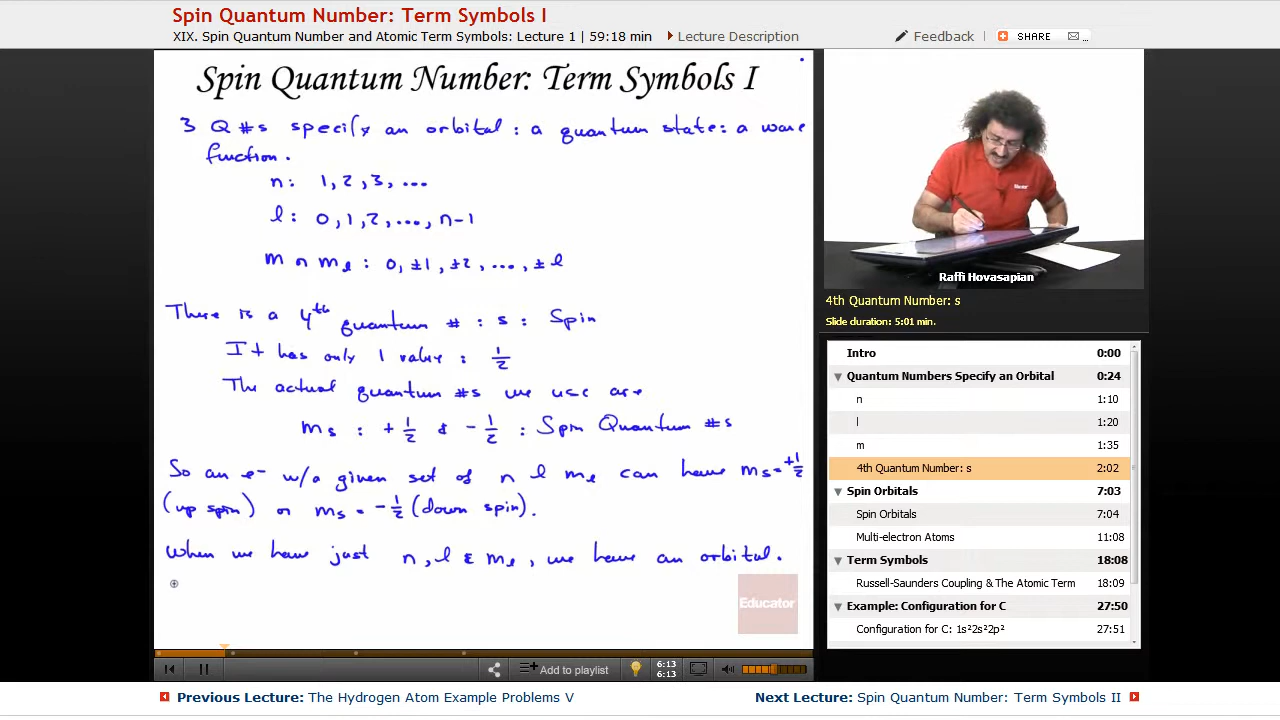 Spin Quantum Number: Term Symbols I
XIX. Spin Quantum Number and Atomic Term Symbols: Lecture 1 | 59:18 min
Lecture Description
Feedback
SHARE
Spin Quantum Number: Term Symbols I
3 Q #s specify an orbital : a quantum state : a wave
function.
n: 1, 2, 3, ...
l: 0, 1, 2, ..., n-1
m or m_l : 0, ±1, ±2, ..., ±l
There is a 4th quantum # : s : Spin
It has only 1 value : 1/2
The actual quantum #s we use are
m_s : +1/2 & -1/2 : Spin Quantum #s
So an e- w/a given set of n l m_l can have m_s = +1/2
(up spin) or m_s = -1/2 (down spin).
When we have just n, l & m_l, we have an orbital.
Educator
Raffi Hovasapian
4th Quantum Number: s
Slide duration: 5:01 min.
Intro 0:00
Quantum Numbers Specify an Orbital 0:24
n 1:10
l 1:20
m 1:35
4th Quantum Number: s 2:02
Spin Orbitals 7:03
Spin Orbitals 7:04
Multi-electron Atoms 11:08
Term Symbols 18:08
Russell-Saunders Coupling & The Atomic Term 18:09
Example: Configuration for C 27:50
Configuration for C: 1s²2s²2p² 27:51
Add to playlist
6:13
6:13
Previous Lecture: The Hydrogen Atom Example Problems V
Next Lecture: Spin Quantum Number: Term Symbols II